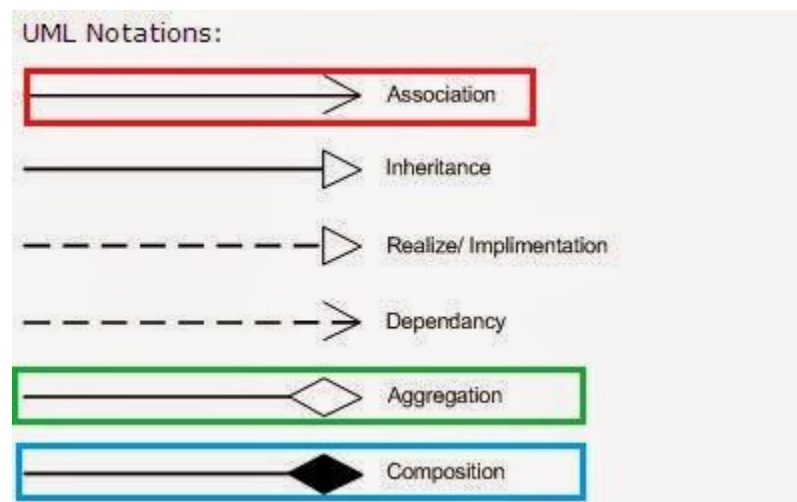 UML Notations:
Association
Inheritance
Realize/ Implimentation
Dependancy
Aggregation
Composition